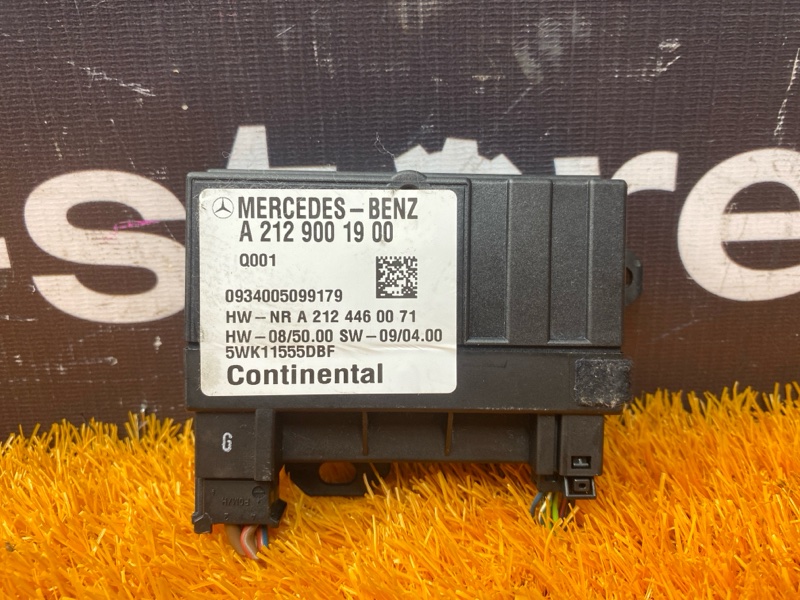 -store
MERCEDES-BENZ
A 212 900 19 00
Q001
0934005099179
HW-NR A 212 446 00 71
HW-08/50.00 SW-09/04.00
5WK11555DBF
Continental
G